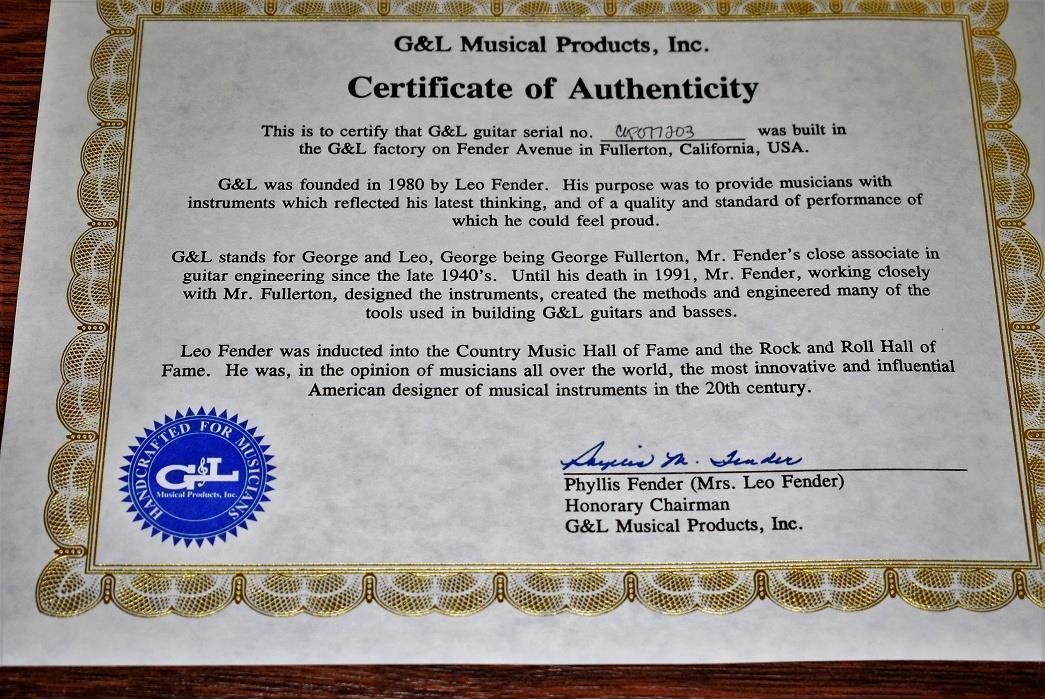 G&L Musical Products, Inc.
Certificate of Authenticity
This is to certify that G&L guitar serial no. was built in
the G&L factory on Fender Avenue in Fullerton, California, USA.
G&L was founded in 1980 by Leo Fender. His purpose was to provide musicians with
instruments which reflected his latest thinking, and of a quality and standard of performance of
which he could feel proud.
G&L stands for George and Leo, George being George Fullerton, Mr. Fender's close associate in
guitar engineering since the late 1940's. Until his death in 1991, Mr. Fender, working closely
with Mr. Fullerton, designed the instruments, created the methods and engineered many of the
tools used in building G&L guitars and basses.
Leo Fender was inducted into the Country Music Hall of Fame and the Rock and Roll Hall of
Fame. He was, in the opinion of musicians all over the world, the most innovative and influential
American designer of musical instruments in the 20th century.
HANDCRAFTED FOR MUSICIANS
G&L
Musical Products, Inc.
Phyllis M. Fender
Phyllis Fender (Mrs. Leo Fender)
Honorary Chairman
G&L Musical Products, Inc.